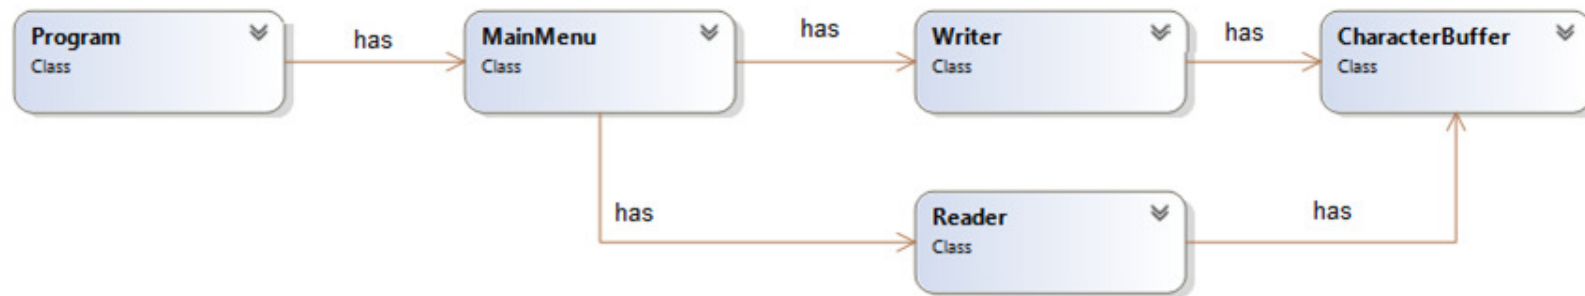 Program
Class
has
MainMenu
Class
has
Writer
Class
has
CharacterBuffer
Class
has
Reader
Class
has